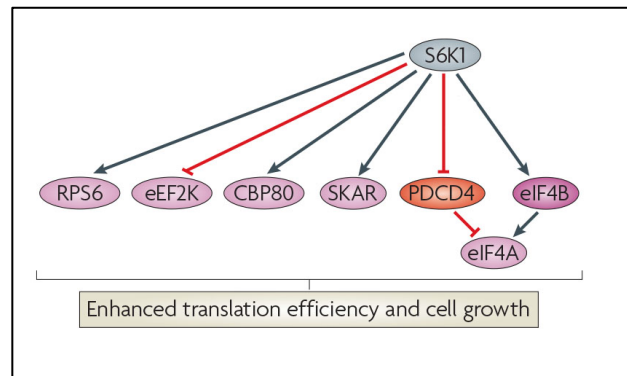 S6K1
RPS6 eEF2K CBP80 SKAR PDCD4 eIF4B
eIF4A
Enhanced translation efficiency and cell growth